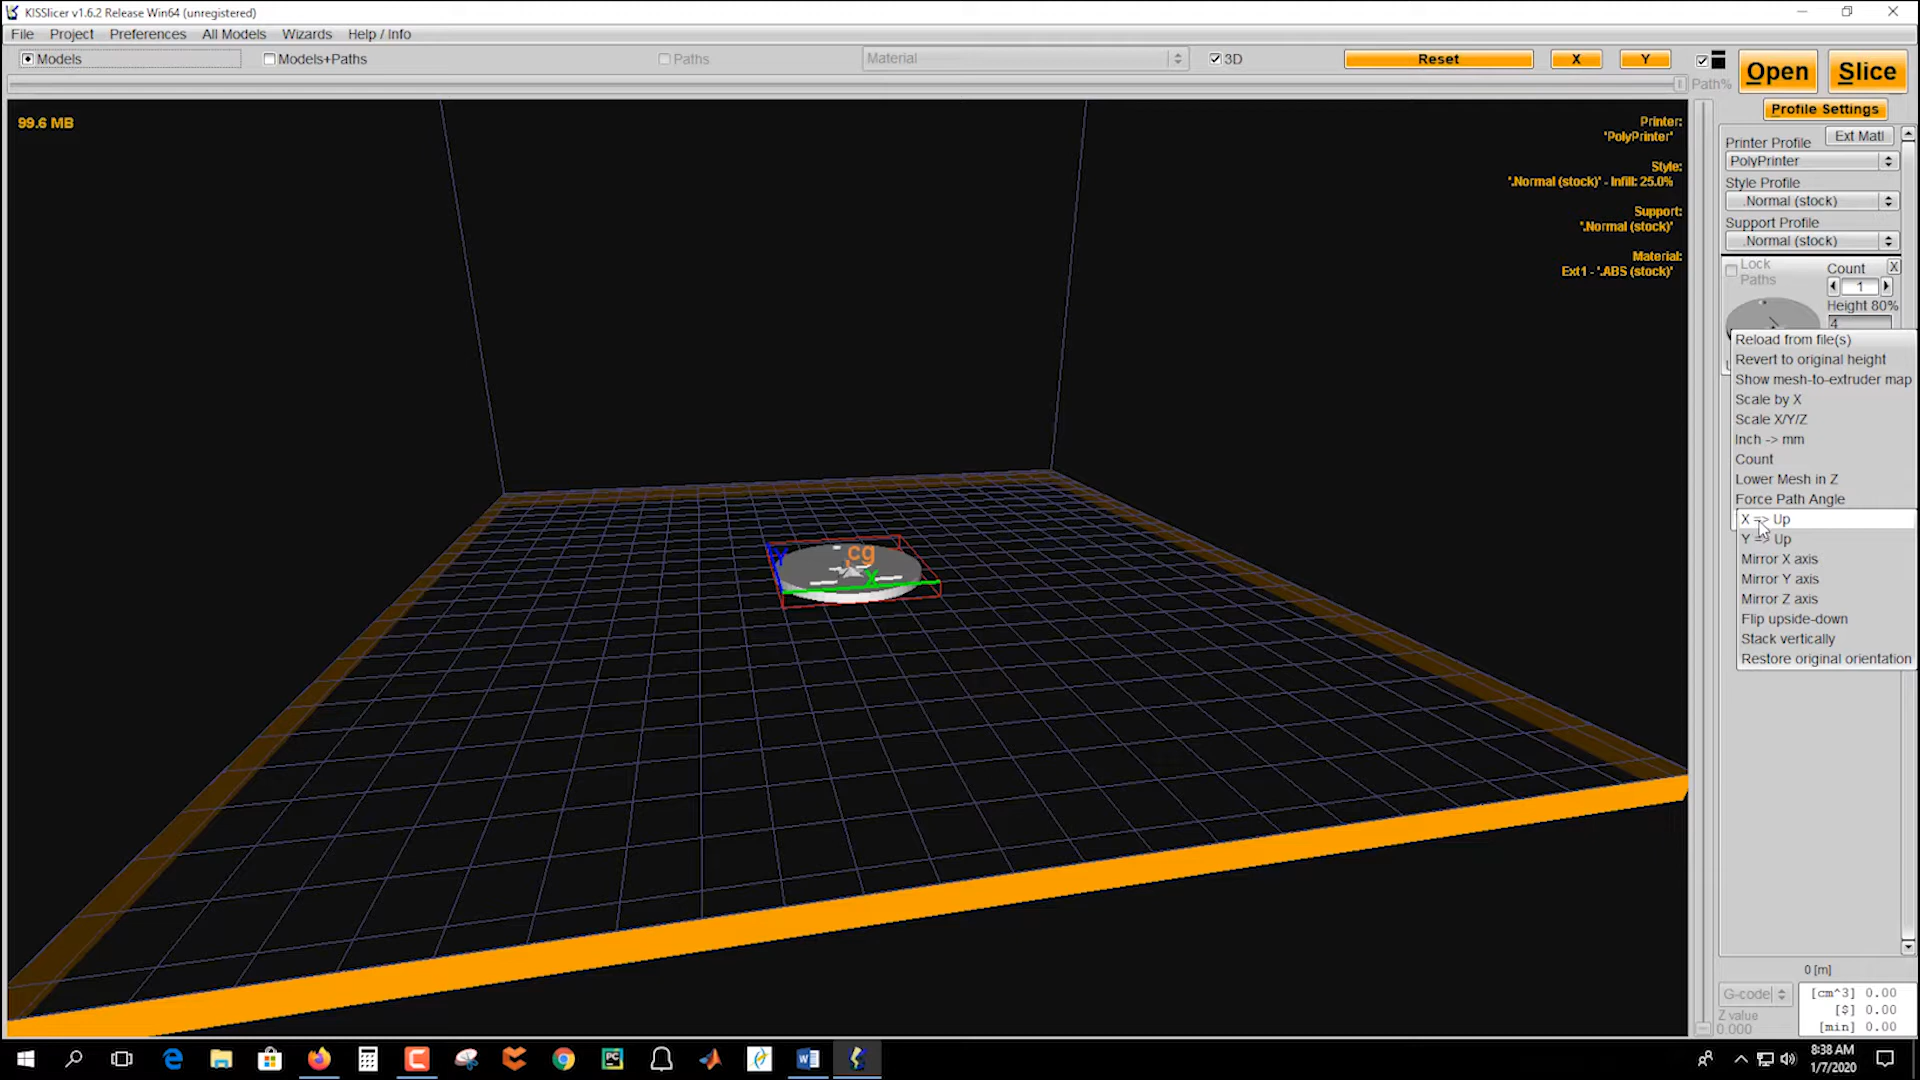 KISSlicer v1.6.2 Release Win64 (unregistered)
File Project Preferences All Models Wizards Help / Info
Models Models+Paths Paths Material 3D Reset X Y Open Slice
Path%
Profile Settings
99.6 MB
Printer:
'PolyPrinter'
Style:
'.Normal (stock)' - Infill: 25.0%
Support:
'.Normal (stock)'
Material:
Ext1 - '.ABS (stock)'
Printer Profile Ext Matl
PolyPrinter
Style Profile
.Normal (stock)
Support Profile
.Normal (stock)
Lock Paths
Count X
1
Height 80%
4
Reload from file(s)
Revert to original height
Show mesh-to-extruder map
Scale by X
Scale X/Y/Z
Inch -> mm
Count
Lower Mesh in Z
Force Path Angle
X => Up
Y => Up
Mirror X axis
Mirror Y axis
Mirror Z axis
Flip upside-down
Stack vertically
Restore original orientation
Y cg
X
0 [m]
G-code
Z value
0.000
[cm^3] 0.00
[$] 0.00
[min] 0.00
8:38 AM
1/7/2020